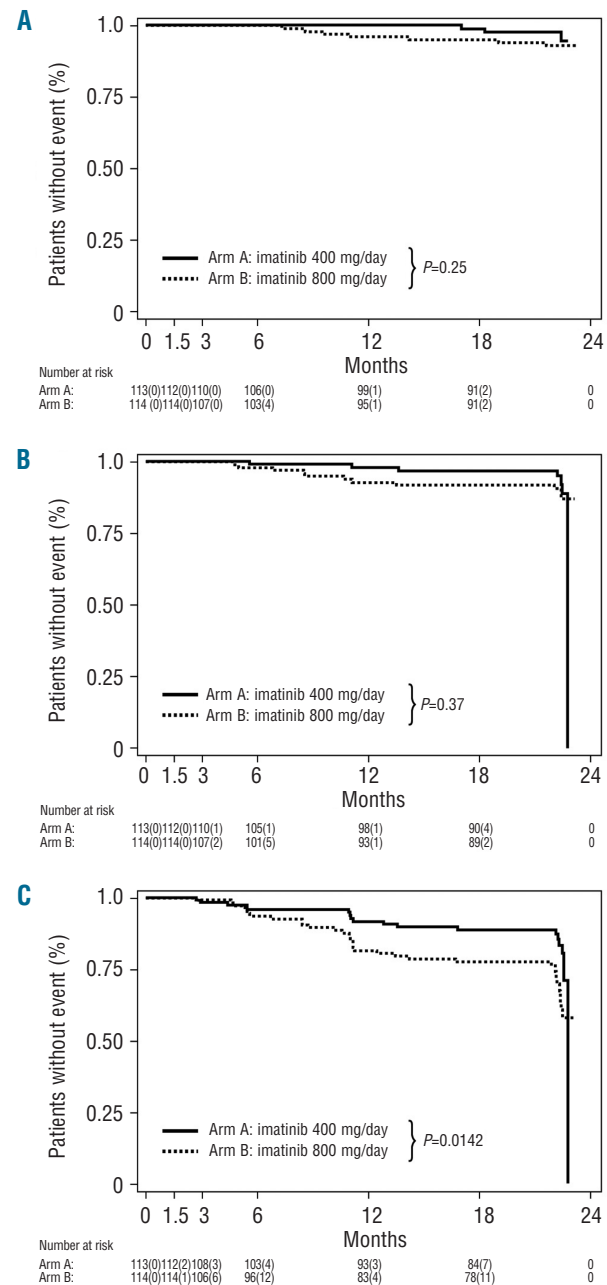 A
1.0
0.75
0.50
0.25
0
Patients without event (%)
Arm A: imatinib 400 mg/day
Arm B: imatinib 800 mg/day
P=0.25
0 1.5 3 6 12 18 24
Months
Number at risk
Arm A: 113(0)112(0)110(0) 106(0) 99(1) 91(2) 0
Arm B: 114 (0)114(0)107(0) 103(4) 95(1) 91(2) 0
B
1.0
0.75
0.50
0.25
0
Patients without event (%)
Arm A: imatinib 400 mg/day
Arm B: imatinib 800 mg/day
P=0.37
0 1.5 3 6 12 18 24
Months
Number at risk
Arm A: 113(0)112(0)110(1) 105(1) 98(1) 90(4) 0
Arm B: 114(0)114(0)107(2) 101(5) 93(1) 89(2) 0
C
1.0
0.75
0.50
0.25
0
Patients without event (%)
Arm A: imatinib 400 mg/day
Arm B: imatinib 800 mg/day
P=0.0142
0 1.5 3 6 12 18 24
Months
Number at risk
Arm A: 113(0)112(2)108(3) 103(4) 93(3) 84(7) 0
Arm B: 114(0)114(1)106(6) 96(12) 83(4) 78(11) 0